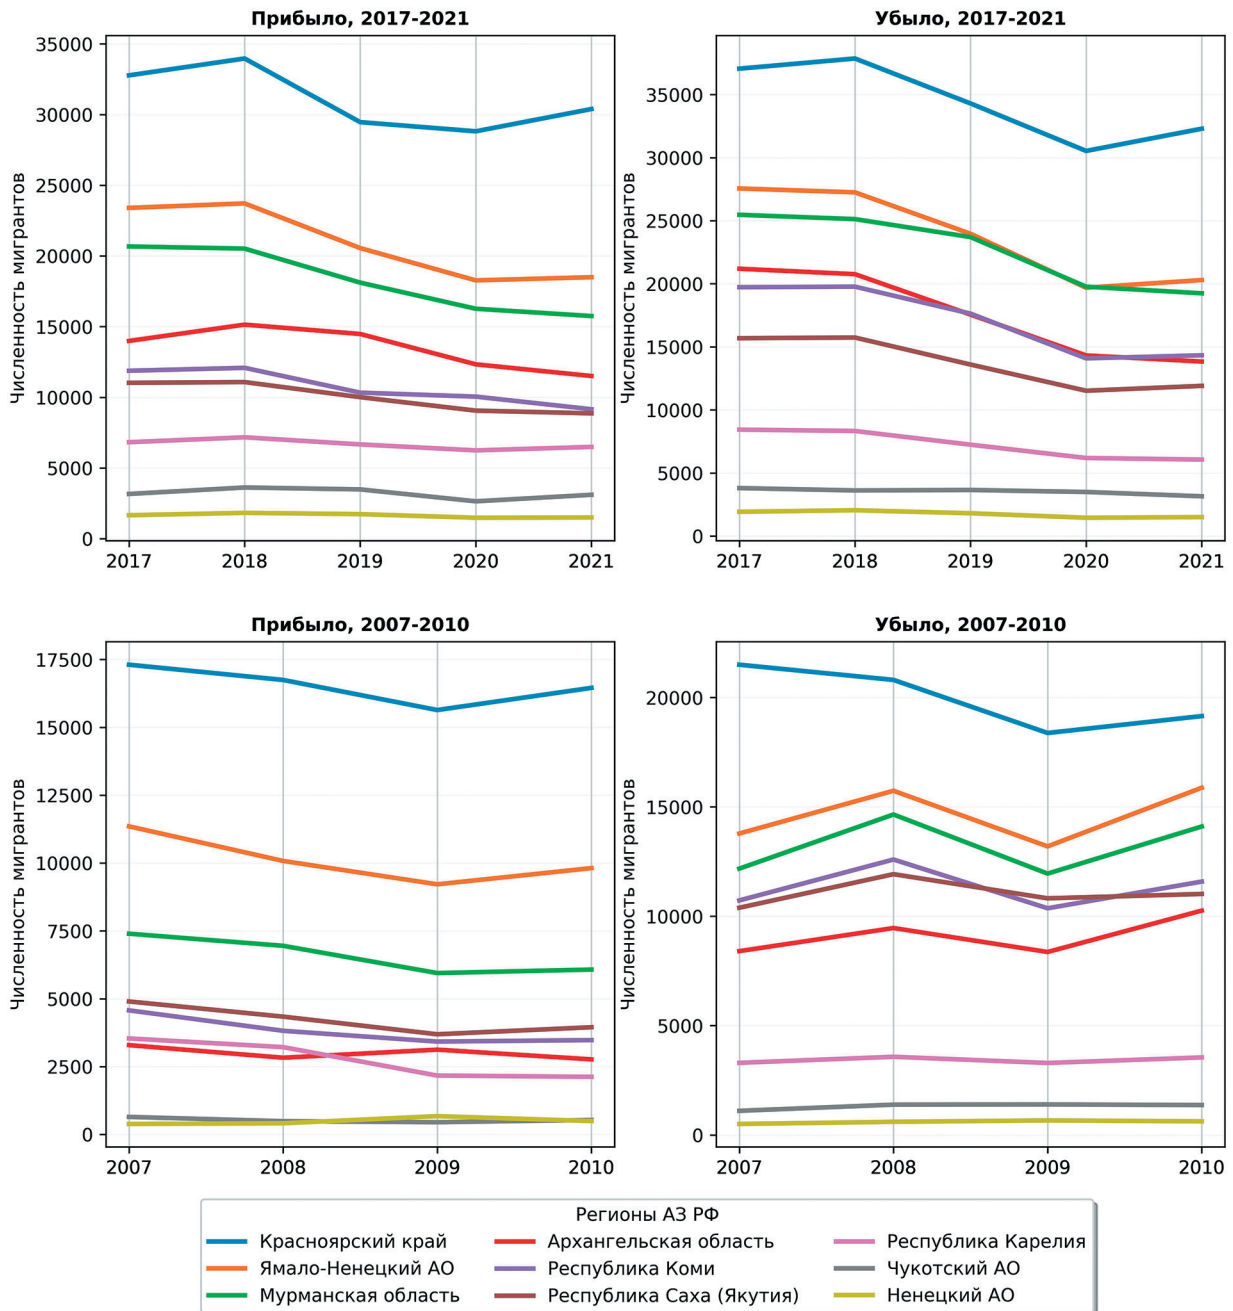 Прибыло, 2017-2021
Численность мигрантов
35000
30000
25000
20000
15000
10000
5000
0
2017 2018 2019 2020 2021
Убыло, 2017-2021
Численность мигрантов
35000
30000
25000
20000
15000
10000
5000
0
2017 2018 2019 2020 2021
Прибыло, 2007-2010
Численность мигрантов
17500
15000
12500
10000
7500
5000
2500
0
2007 2008 2009 2010
Убыло, 2007-2010
Численность мигрантов
20000
15000
10000
5000
0
2007 2008 2009 2010
Регионы АЗ РФ
Красноярский край
Ямало-Ненецкий АО
Мурманская область
Архангельская область
Республика Коми
Республика Саха (Якутия)
Республика Карелия
Чукотский АО
Ненецкий АО